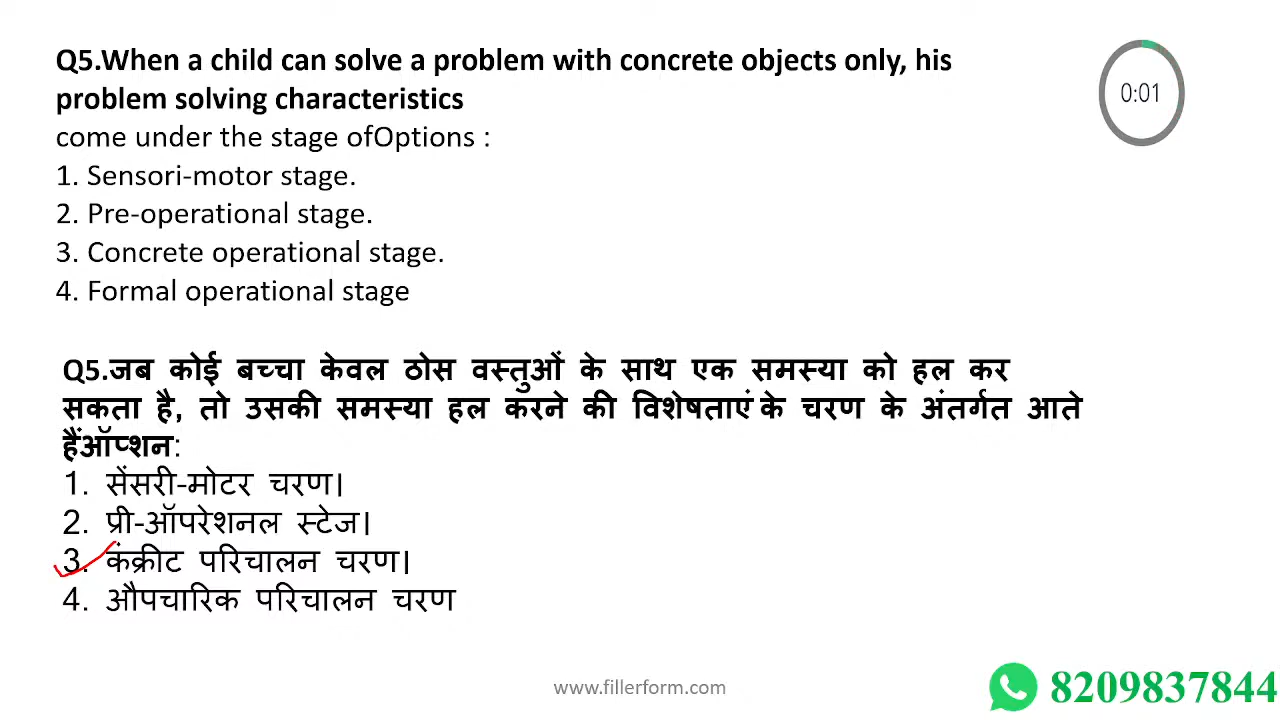 Q5.When a child can solve a problem with concrete objects only, his
problem solving characteristics
come under the stage ofOptions :
1. Sensori-motor stage.
2. Pre-operational stage.
3. Concrete operational stage.
4. Formal operational stage
0:01
Q5.जब कोई बच्चा केवल ठोस वस्तुओं के साथ एक समस्या को हल कर
सकता है, तो उसकी समस्या हल करने की विशेषताएं के चरण के अंतर्गत आते
हैंऑप्शन:
1. सेंसरी-मोटर चरण।
2. प्री-ऑपरेशनल स्टेज।
3. कंक्रीट परिचालन चरण।
4. औपचारिक परिचालन चरण
www.fillerform.com
8209837844